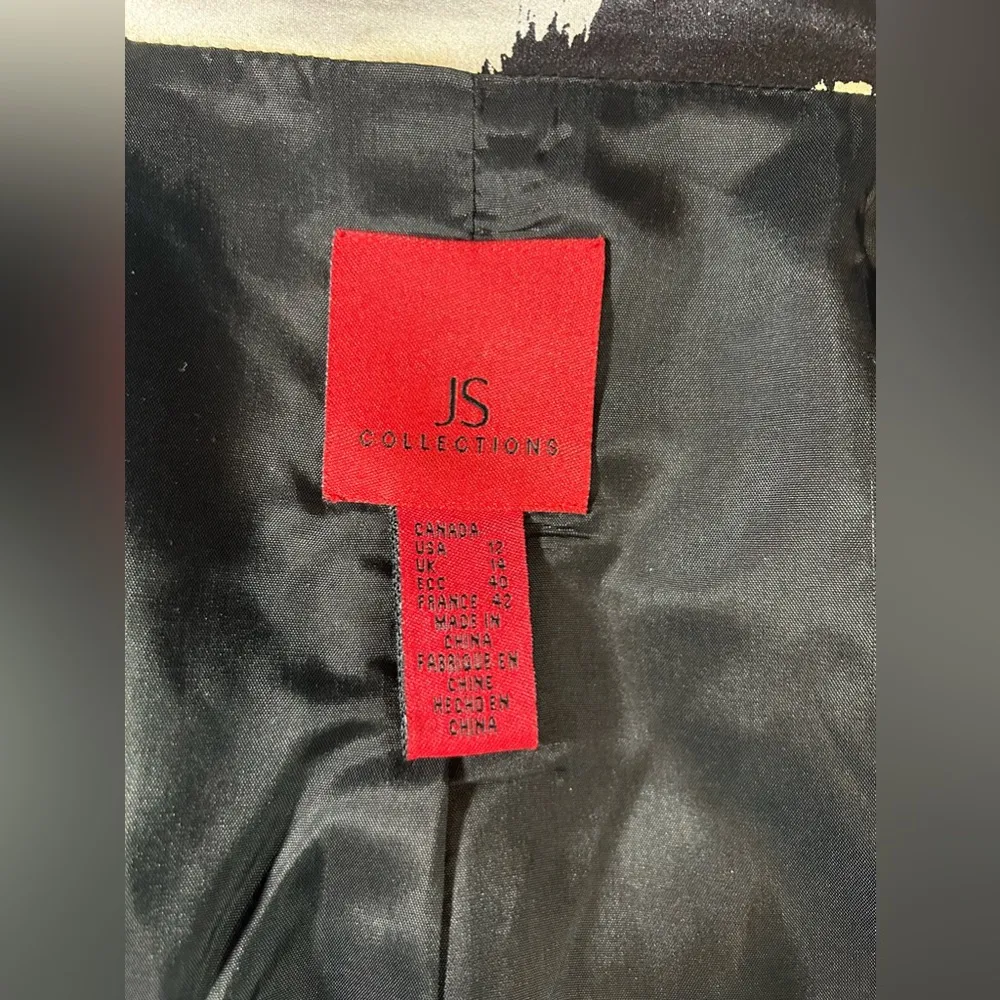 JS
COLLECTIONS
CANADA
USA 12
UK 14
ECC 40
FRANCE 42
MADE IN
CHINA
FABRIQUE EN
CHINE
HECHO EN
CHINA